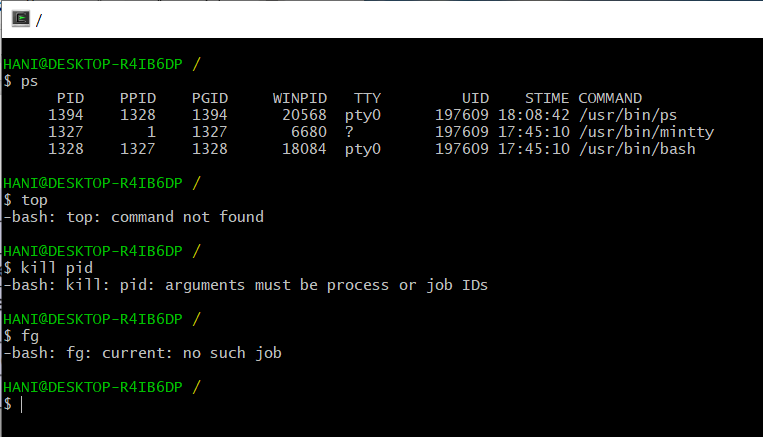 /
HANI@DESKTOP-R4IB6DP /
$ ps
PID PPID PGID WINPID TTY UID STIME COMMAND
1394 1328 1394 20568 pty0 197609 18:08:42 /usr/bin/ps
1327 1 1327 6680 ? 197609 17:45:10 /usr/bin/mintty
1328 1327 1328 18084 pty0 197609 17:45:10 /usr/bin/bash
HANI@DESKTOP-R4IB6DP /
$ top
-bash: top: command not found
HANI@DESKTOP-R4IB6DP /
$ kill pid
-bash: kill: pid: arguments must be process or job IDs
HANI@DESKTOP-R4IB6DP /
$ fg
-bash: fg: current: no such job
HANI@DESKTOP-R4IB6DP /
$